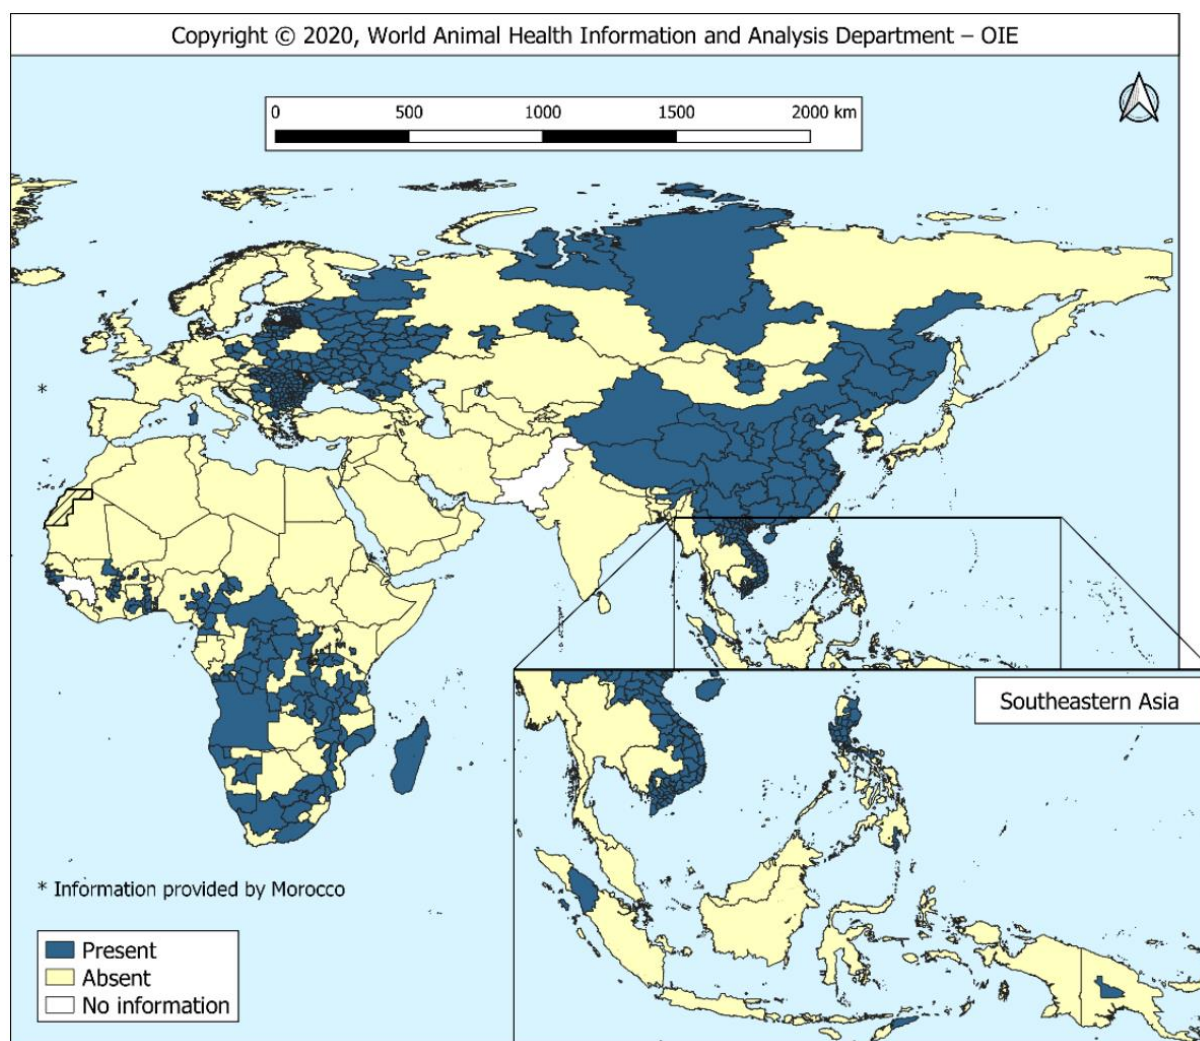 Copyright © 2020, World Animal Health Information and Analysis Department – OIE
0 500 1000 1500 2000 km
Southeastern Asia
* Information provided by Morocco
Present
Absent
No information